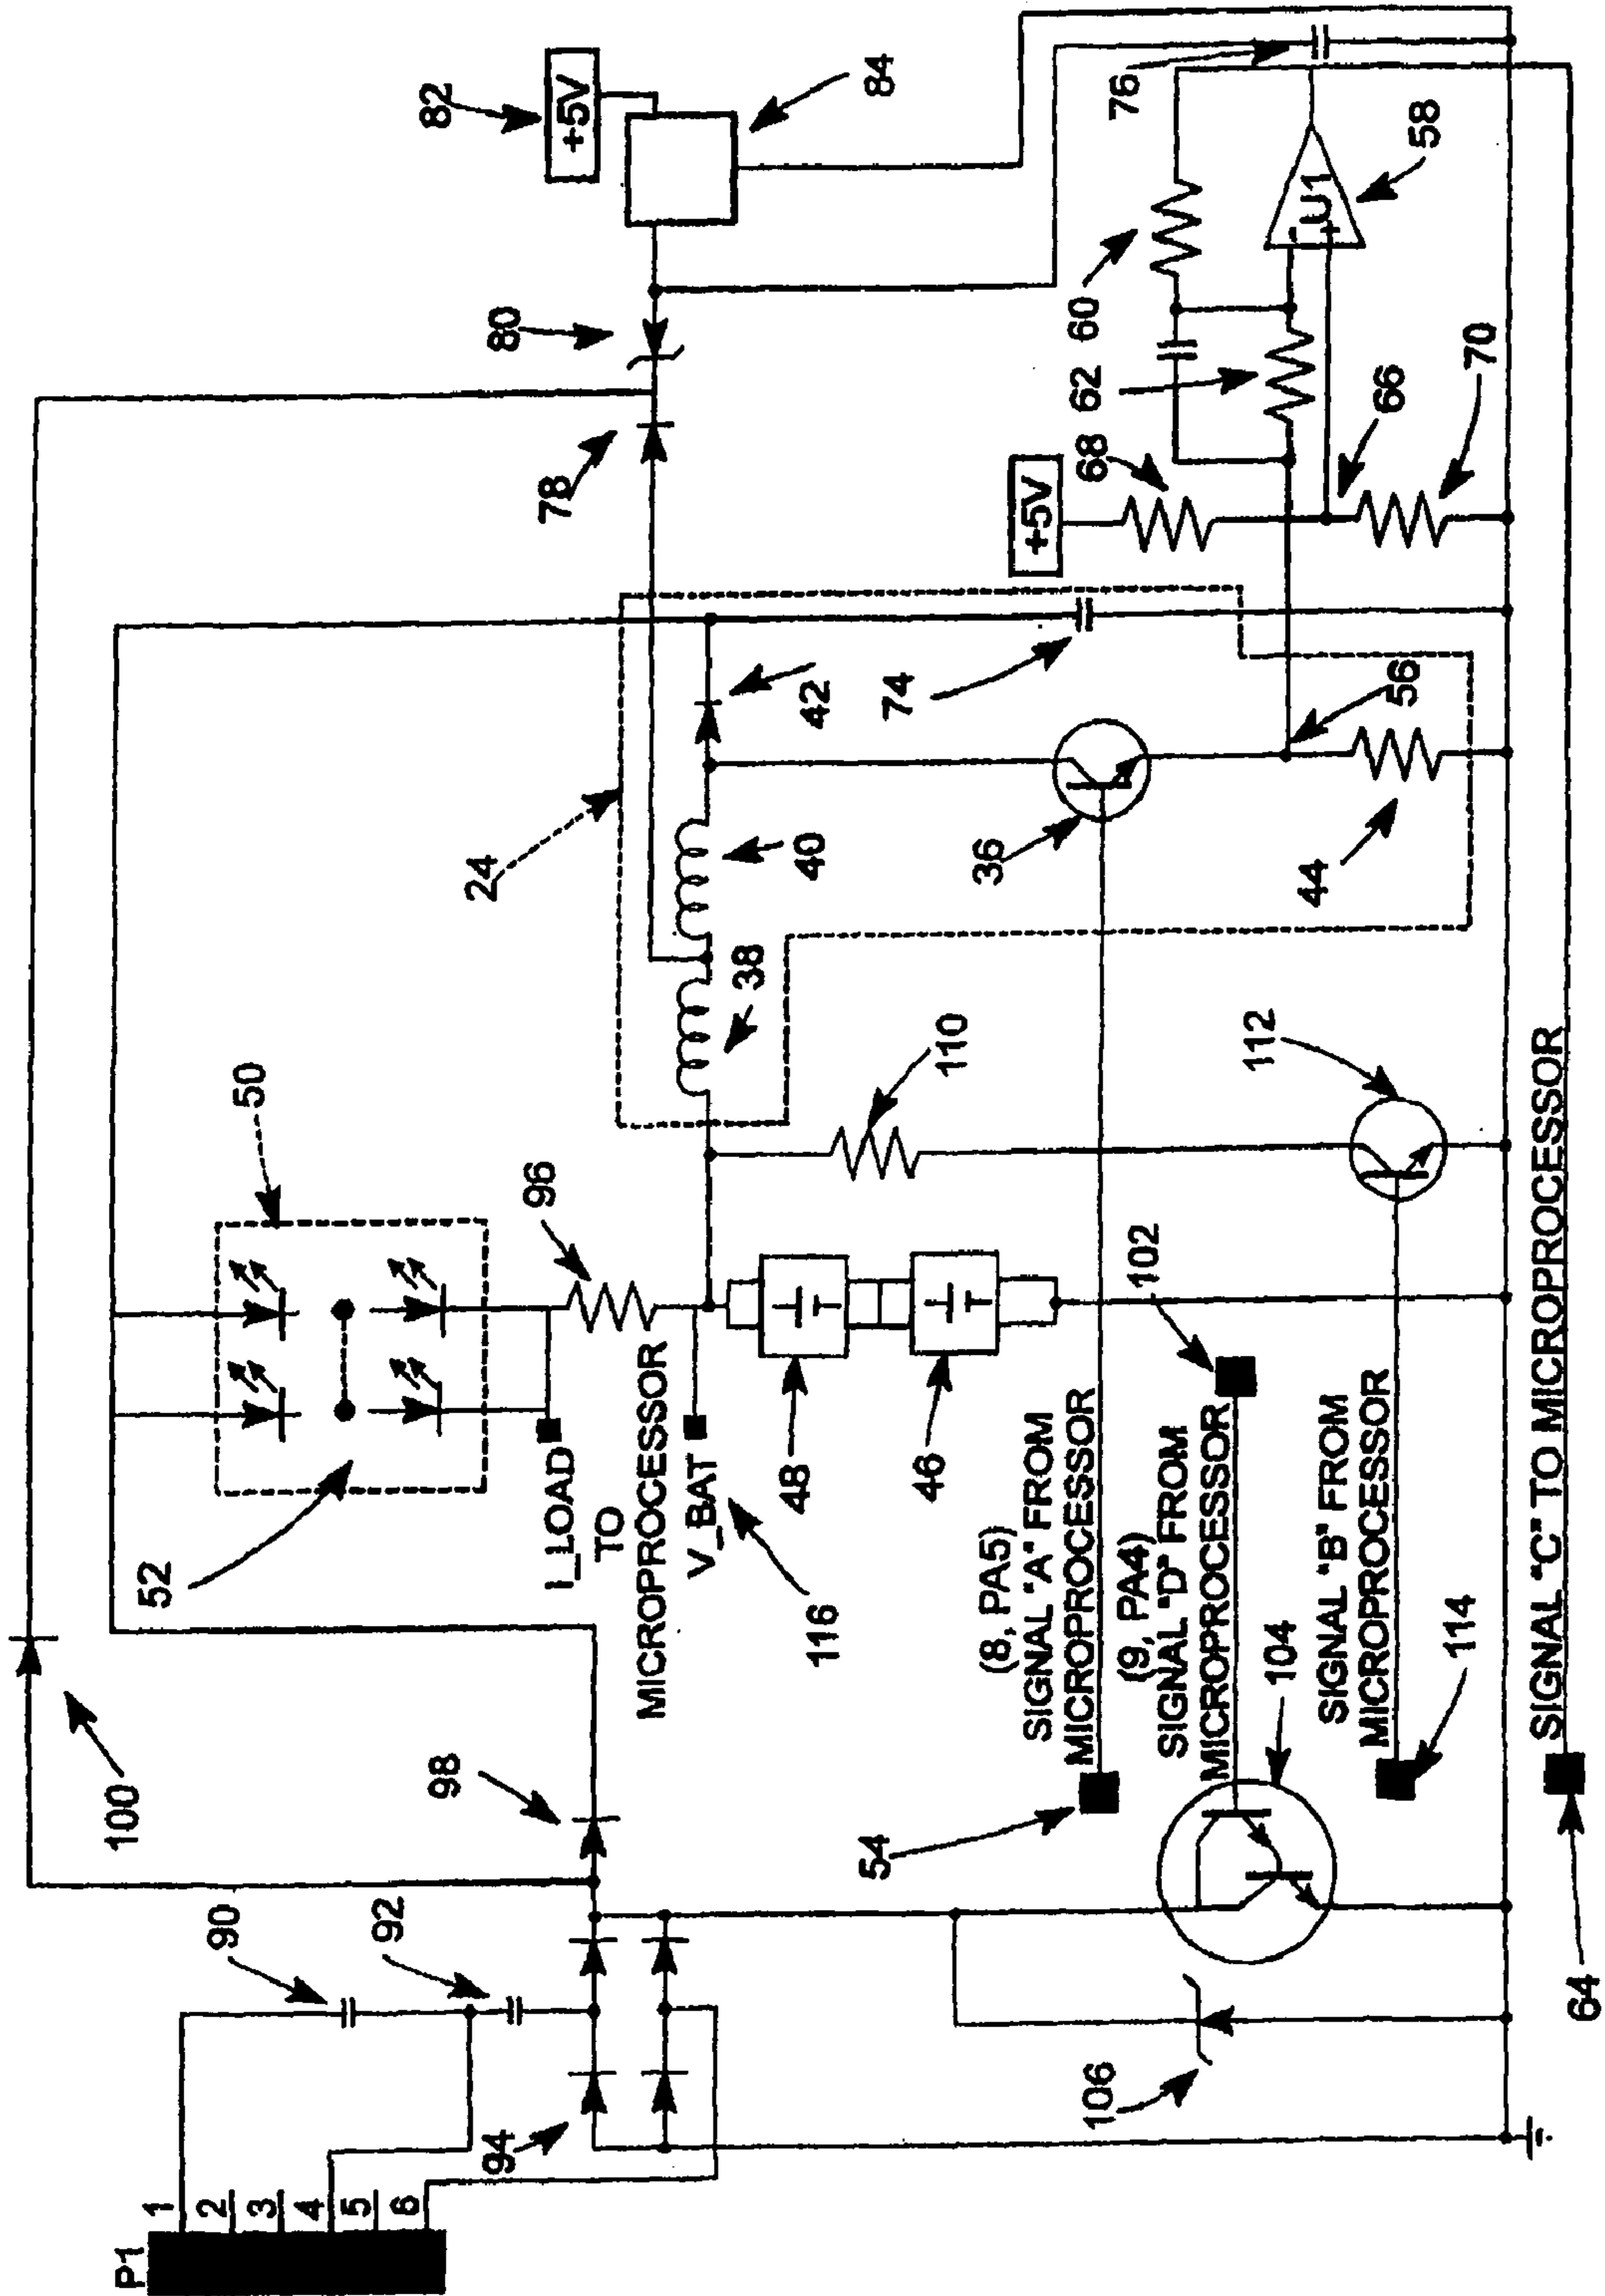 P1
1
2
3
4
5
6
90
92
94
98
100
106
52
50
96
I_LOAD
TO
MICROPROCESSOR
V_BAT
116
48
46
(8, PA5)
SIGNAL "A" FROM
MICROPROCESSOR
54
(9, PA4)
SIGNAL "D" FROM
MICROPROCESSOR
102
104
SIGNAL "B" FROM
MICROPROCESSOR
114
SIGNAL "C" TO MICROPROCESSOR
64
110
112
24
38
40
42
36
74
44
56
78
80
82
+5V
84
+5V
68
66
70
62
60
76
U1
-
+
58